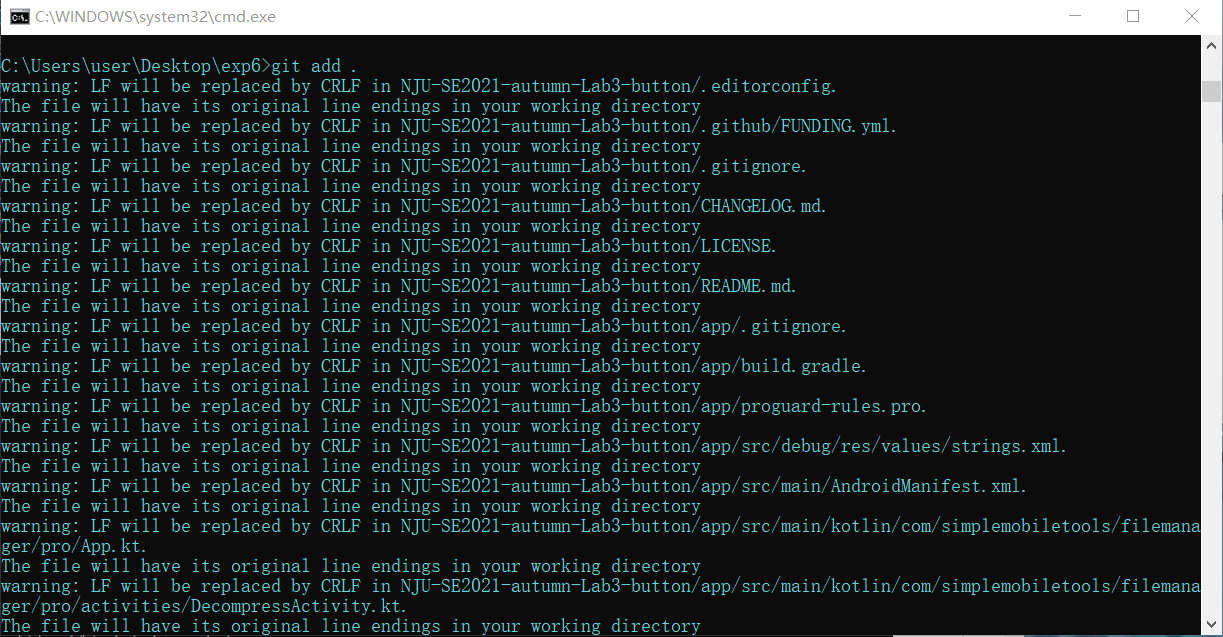 C:\WINDOWS\system32\cmd.exe
C:\Users\user\Desktop\exp6>git add .
warning: LF will be replaced by CRLF in NJU-SE2021-autumn-Lab3-button/.editorconfig.
The file will have its original line endings in your working directory
warning: LF will be replaced by CRLF in NJU-SE2021-autumn-Lab3-button/.github/FUNDING.yml.
The file will have its original line endings in your working directory
warning: LF will be replaced by CRLF in NJU-SE2021-autumn-Lab3-button/.gitignore.
The file will have its original line endings in your working directory
warning: LF will be replaced by CRLF in NJU-SE2021-autumn-Lab3-button/CHANGELOG.md.
The file will have its original line endings in your working directory
warning: LF will be replaced by CRLF in NJU-SE2021-autumn-Lab3-button/LICENSE.
The file will have its original line endings in your working directory
warning: LF will be replaced by CRLF in NJU-SE2021-autumn-Lab3-button/README.md.
The file will have its original line endings in your working directory
warning: LF will be replaced by CRLF in NJU-SE2021-autumn-Lab3-button/app/.gitignore.
The file will have its original line endings in your working directory
warning: LF will be replaced by CRLF in NJU-SE2021-autumn-Lab3-button/app/build.gradle.
The file will have its original line endings in your working directory
warning: LF will be replaced by CRLF in NJU-SE2021-autumn-Lab3-button/app/proguard-rules.pro.
The file will have its original line endings in your working directory
warning: LF will be replaced by CRLF in NJU-SE2021-autumn-Lab3-button/app/src/debug/res/values/strings.xml.
The file will have its original line endings in your working directory
warning: LF will be replaced by CRLF in NJU-SE2021-autumn-Lab3-button/app/src/main/AndroidManifest.xml.
The file will have its original line endings in your working directory
warning: LF will be replaced by CRLF in NJU-SE2021-autumn-Lab3-button/app/src/main/kotlin/com/simplemobiletools/filemana
ger/pro/App.kt.
The file will have its original line endings in your working directory
warning: LF will be replaced by CRLF in NJU-SE2021-autumn-Lab3-button/app/src/main/kotlin/com/simplemobiletools/filemana
ger/pro/activities/DecompressActivity.kt.
The file will have its original line endings in your working directory